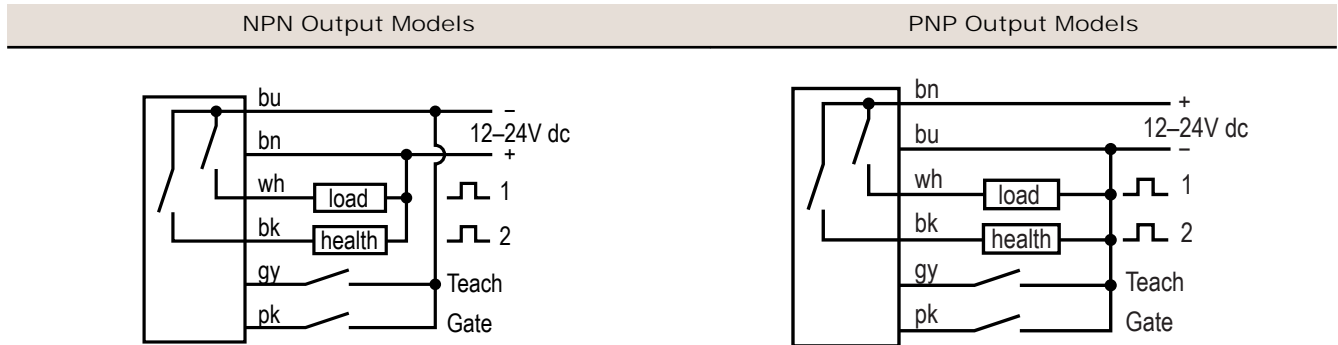 NPN Output Models
PNP Output Models
bu
–
12–24V dc
bn
+
wh
load
1
bk
health
2
gy
Teach
pk
Gate
bn
+
12–24V dc
bu
–
wh
load
1
bk
health
2
gy
Teach
pk
Gate